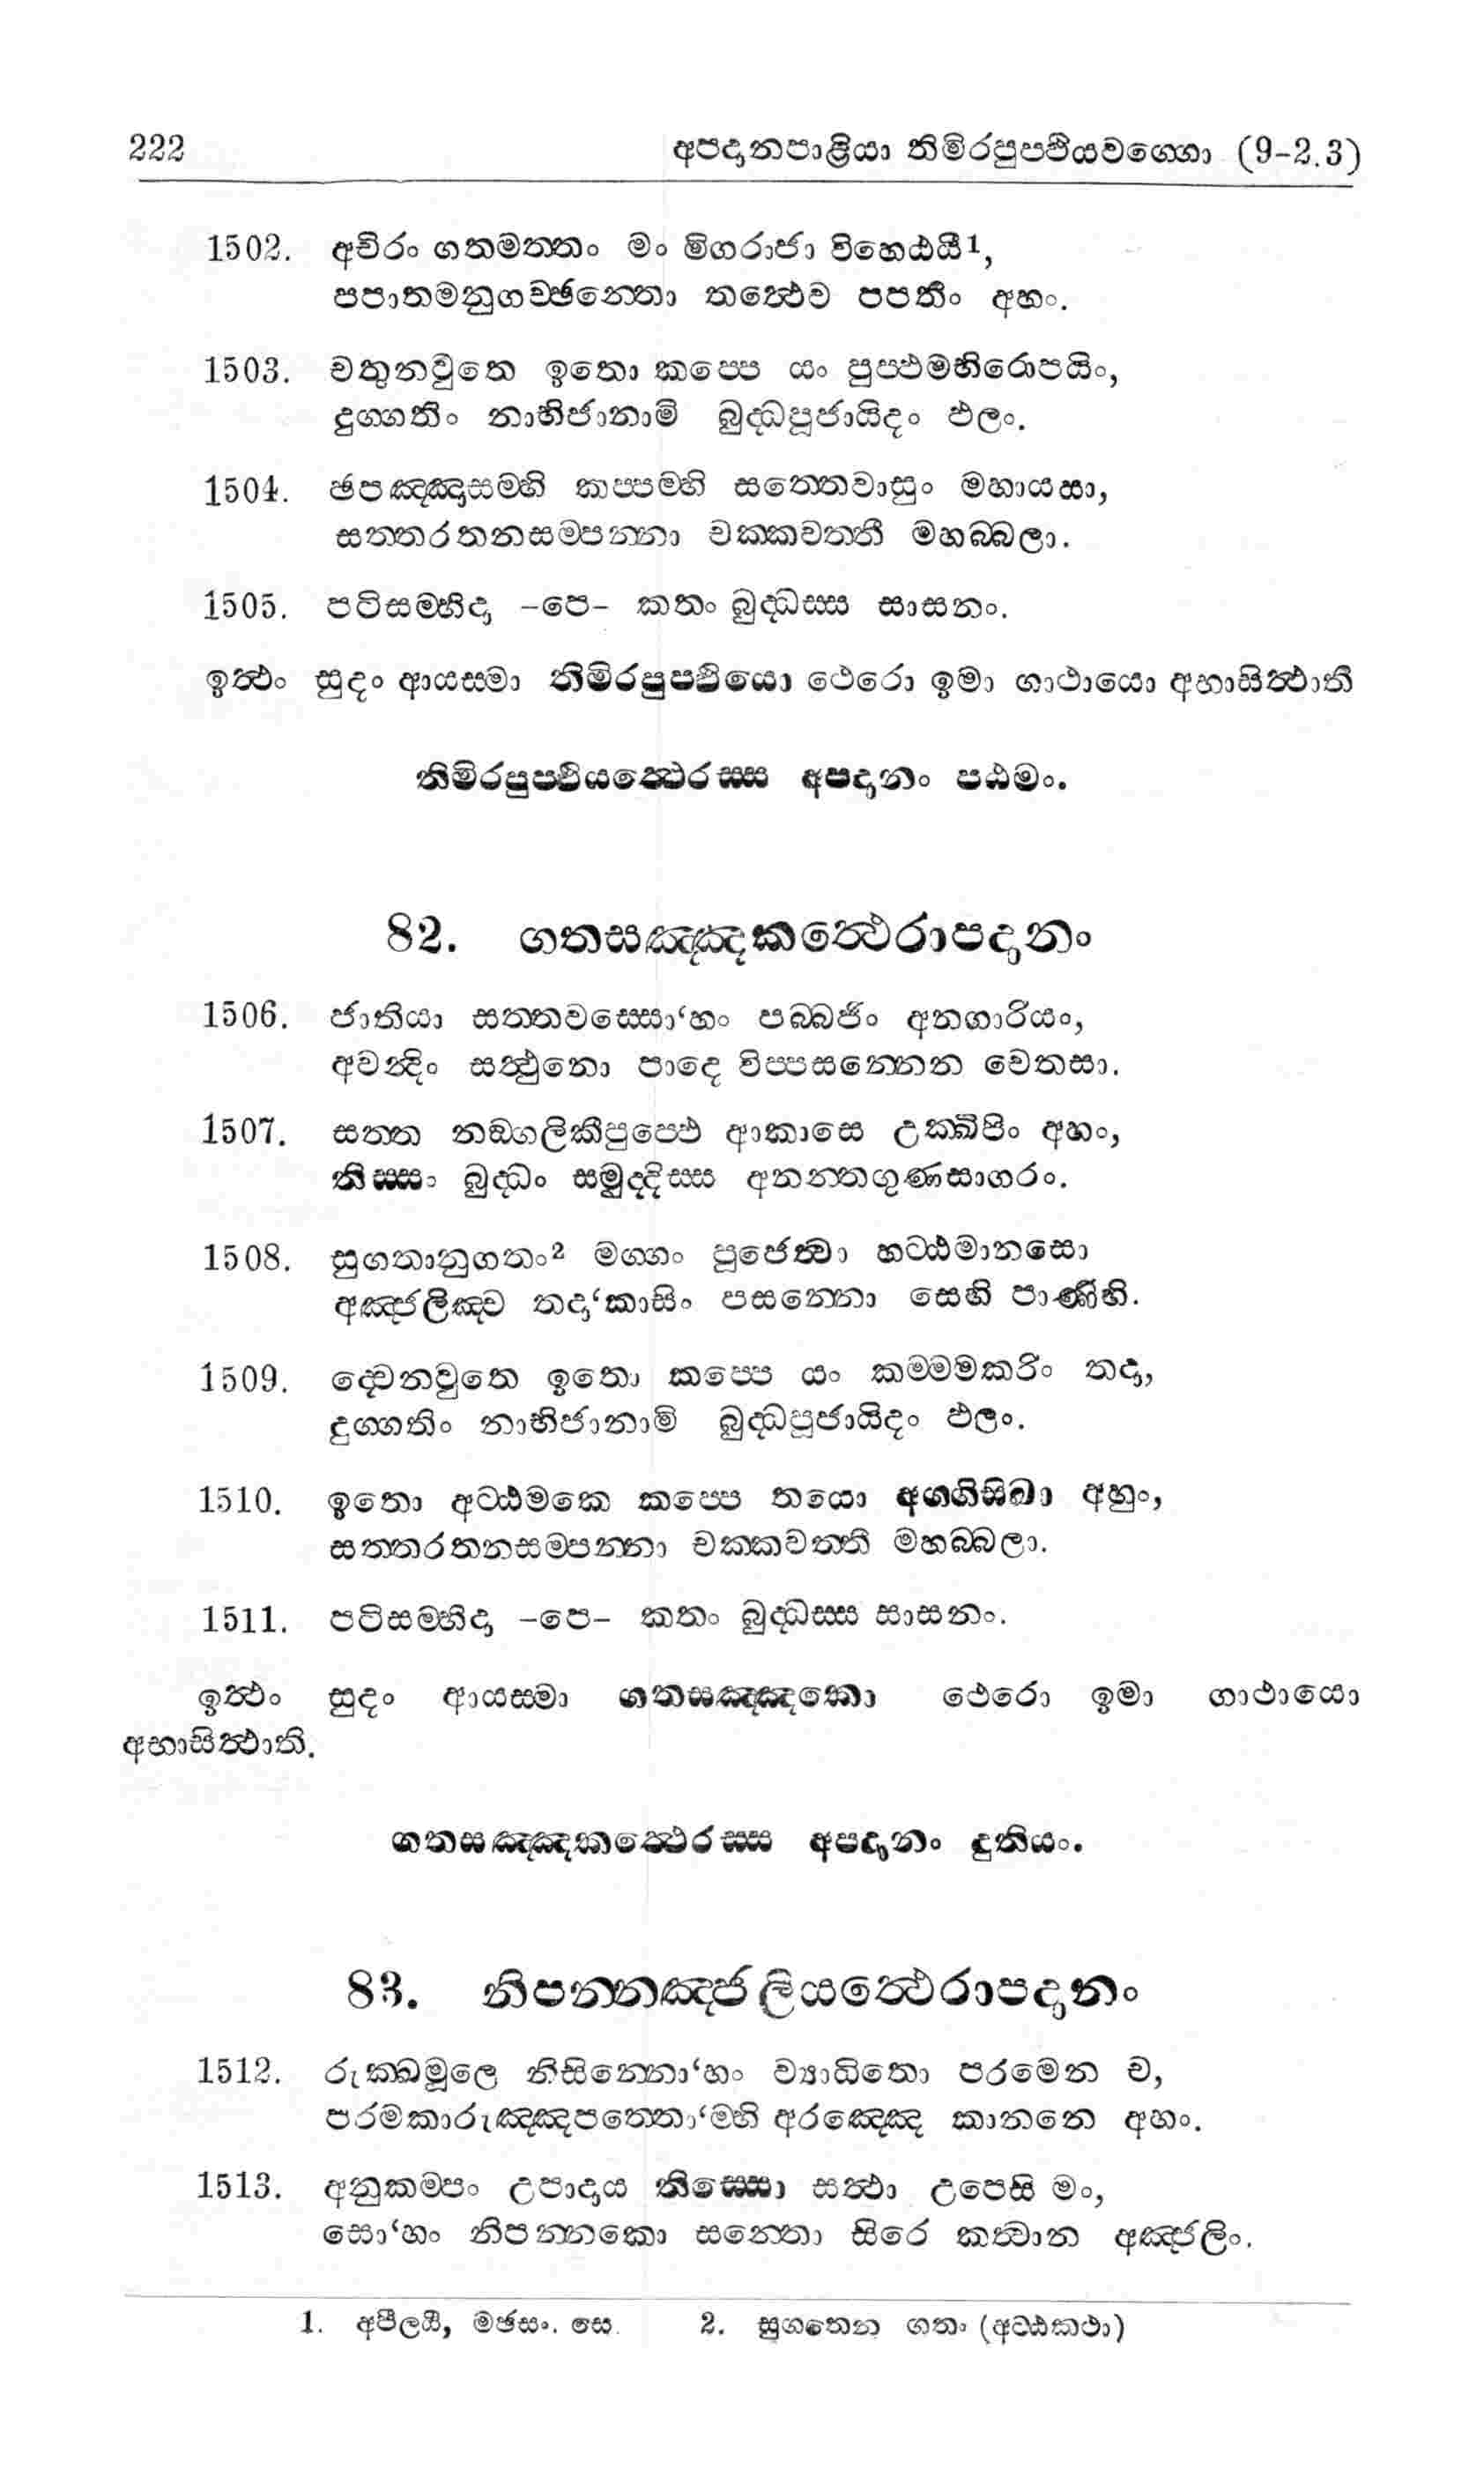 222 අපදානපාළියා තිමිරපුප්ඵියවග්ගො (9-2.3)
1502. අචිරං ගතමත්තං මං මිගරාජා විහෙඨයී1,
පපාතමනුගච්ඡන්තො තත්ථෙව පපතිං අහං.
1503. චතුනවුතෙ ඉතො කප්පෙ යං පුප්ඵමභිරොපයිං,
දුග්ගතිං නාභිජානාමි බුද්ධපූජායිදං ඵලං.
1504. ඡපඤ්ඤාසම්හි කප්පම්හි සත්තෙවාසුං මහායසා,
සත්තරතනසම්පන්නා චක්කවත්තී මහබ්බලා.
1505. පටිසම්භිදා –පෙ– කතං බුද්ධස්ස සාසනං.
ඉත්ථං සුදං ආයස්මා තිමිරපුප්ඵියො ථෙරො ඉමා ගාථායො අභාසිත්ථාති
තිමිරපුප්ඵියත්ථෙරස්ස අපදානං පඨමං.
82. ගතසඤ්ඤකත්ථෙරාපදානං
1506. ජාතියා සත්තවස්සො‘හං පබ්බජිං අනගාරියං,
අවන්දිං සත්ථුනො පාදෙ විප්පසන්නෙන චෙතසා.
1507. සත්ත නඞ්ගලිකීපුප්ඵෙ ආකාසෙ උක්ඛිපිං අහං,
තිස්සං බුද්ධං සමුද්දිස්ස අනන්තගුණසාගරං.
1508. සුගතානුගතං2 මග්ගං පූජෙත්වා හට්ඨමානසො
අඤ්ජලිඤ්ච තදා‘කාසිං පසන්නො සෙහි පාණිහි.
1509. ද්වෙනවුතෙ ඉතො කප්පෙ යං කම්මමකරිං තදා,
දුග්ගතිං නාභිජානාමි බුද්ධපූජායිදං ඵලං.
1510. ඉතො අට්ඨමකෙ කප්පෙ තයො අග්ගිසිඛා අහුං,
සත්තරතනසම්පන්නා චක්කවත්තී මහබ්බලා.
1511. පටිසම්භිදා –පෙ– කතං බුද්ධස්ස සාසනං.
ඉත්ථං සුදං ආයස්මා ගතසඤ්ඤකො ථෙරො ඉමා ගාථායො
අභාසිත්ථාති.
ගතසඤ්ඤකත්ථෙරස්ස අපදානං දුතියං.
83. නිපන්නඤ්ජලියත්ථෙරාපදානං
1512. රුක්ඛමූලෙ නිසින්නො‘හං ව්‍යාධිතො පරමෙන ච,
පරමකාරුඤ්ඤපත්තො‘ම්හි අරඤ්ඤෙ කානනෙ අහං.
1513. අනුකම්පං උපාදාය තිස්සො සත්ථා උපෙසි මං,
සො‘හං නිපන්නකො සන්තො සිරෙ කත්වාන අඤ්ජලිං.
1. අපීලයී, මඡසං. සෙ. 2. සුගතෙන ගතං (අට්ඨකථා)